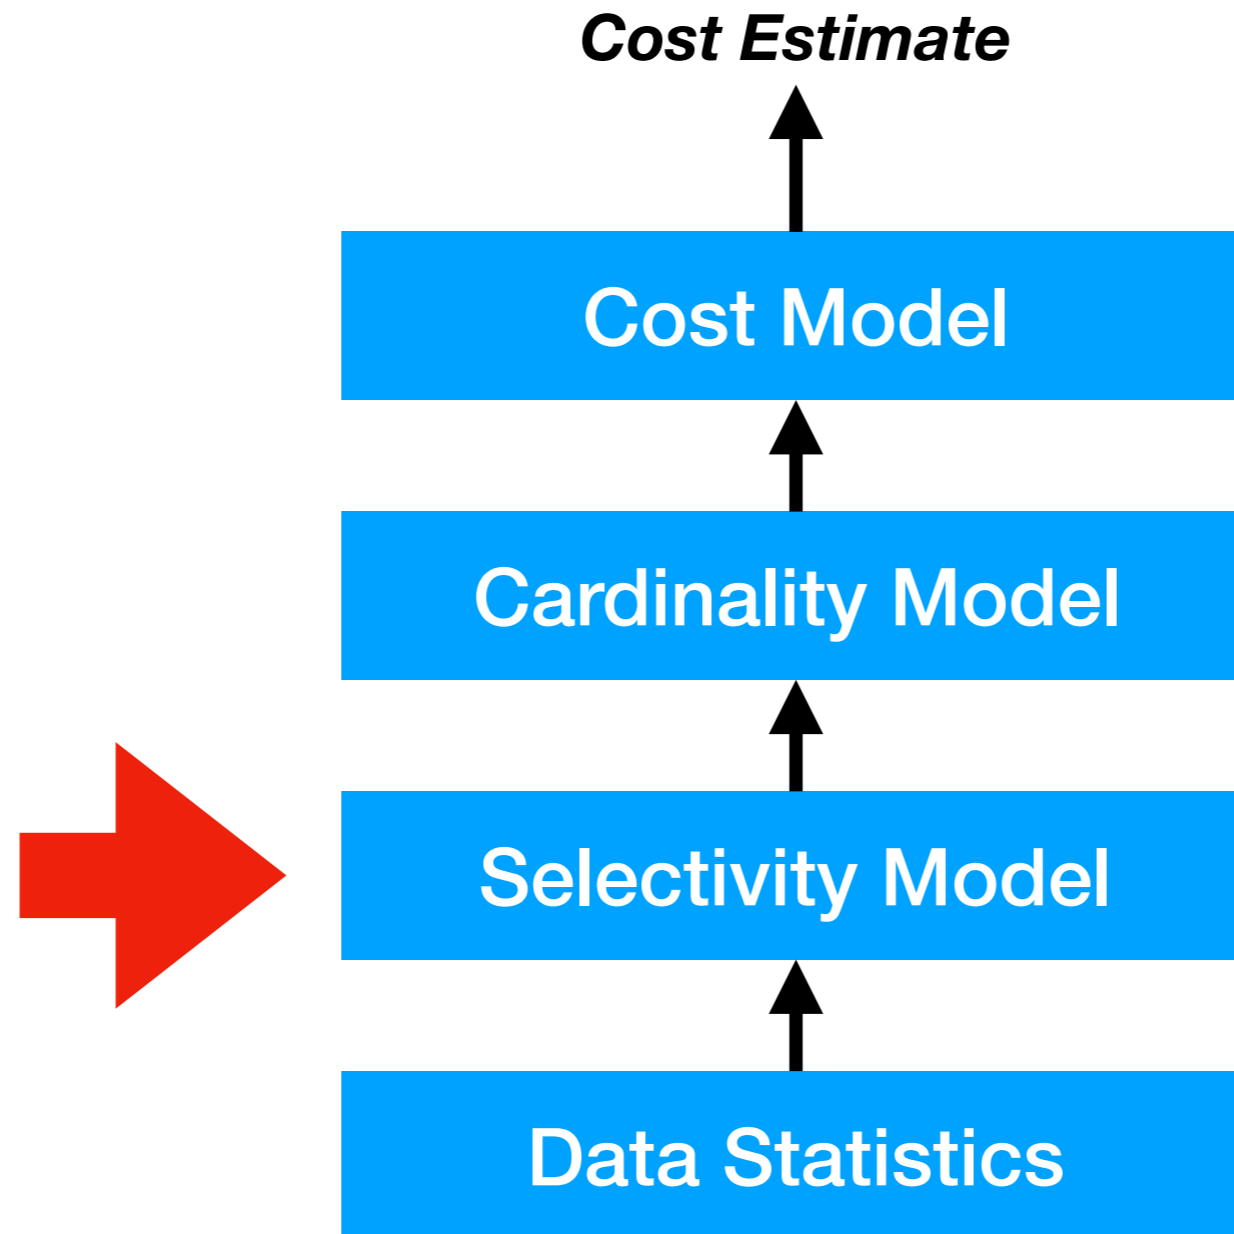 Cost Estimate
Cost Model
Cardinality Model
Selectivity Model
Data Statistics